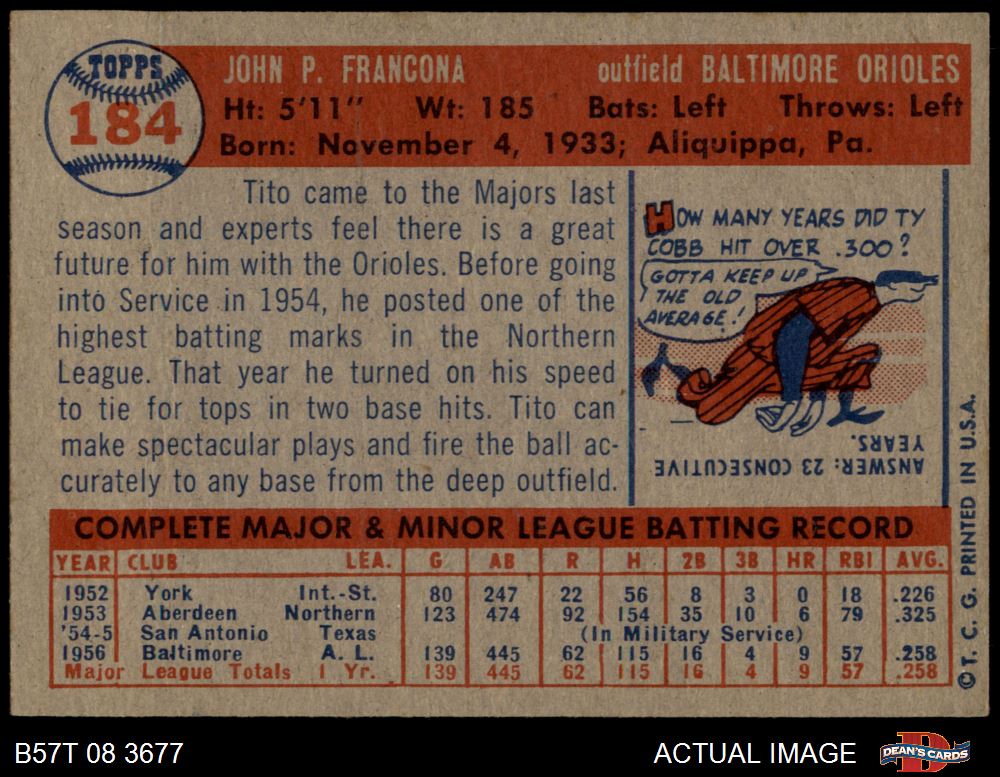 TOPPS
184
JOHN P. FRANCONA outfield BALTIMORE ORIOLES
Ht: 5'11" Wt: 185 Bats: Left Throws: Left
Born: November 4, 1933; Aliquippa, Pa.
Tito came to the Majors last
season and experts feel there is a great
future for him with the Orioles. Before going
into Service in 1954, he posted one of the
highest batting marks in the Northern
League. That year he turned on his speed
to tie for tops in two base hits. Tito can
make spectacular plays and fire the ball ac-
curately to any base from the deep outfield.
HOW MANY YEARS DID TY
COBB HIT OVER .300?
GOTTA KEEP UP
THE OLD
AVERAGE!
ANSWER: 23 CONSECUTIVE
YEARS.
COMPLETE MAJOR & MINOR LEAGUE BATTING RECORD
YEAR CLUB LEA. G AB R H 2B 3B HR RBI AVG.
1952 York Int.-St. 80 247 22 56 8 3 0 18 .226
1953 Aberdeen Northern 123 474 92 154 35 10 6 79 .325
'54-5 San Antonio Texas (In Military Service)
1956 Baltimore A. L. 139 445 62 115 16 4 9 57 .258
Major League Totals 1 Yr. 139 445 62 115 16 4 9 57 .258
©T. C. G. PRINTED IN U.S.A.
B57T 08 3677 ACTUAL IMAGE DEAN'S CARDS